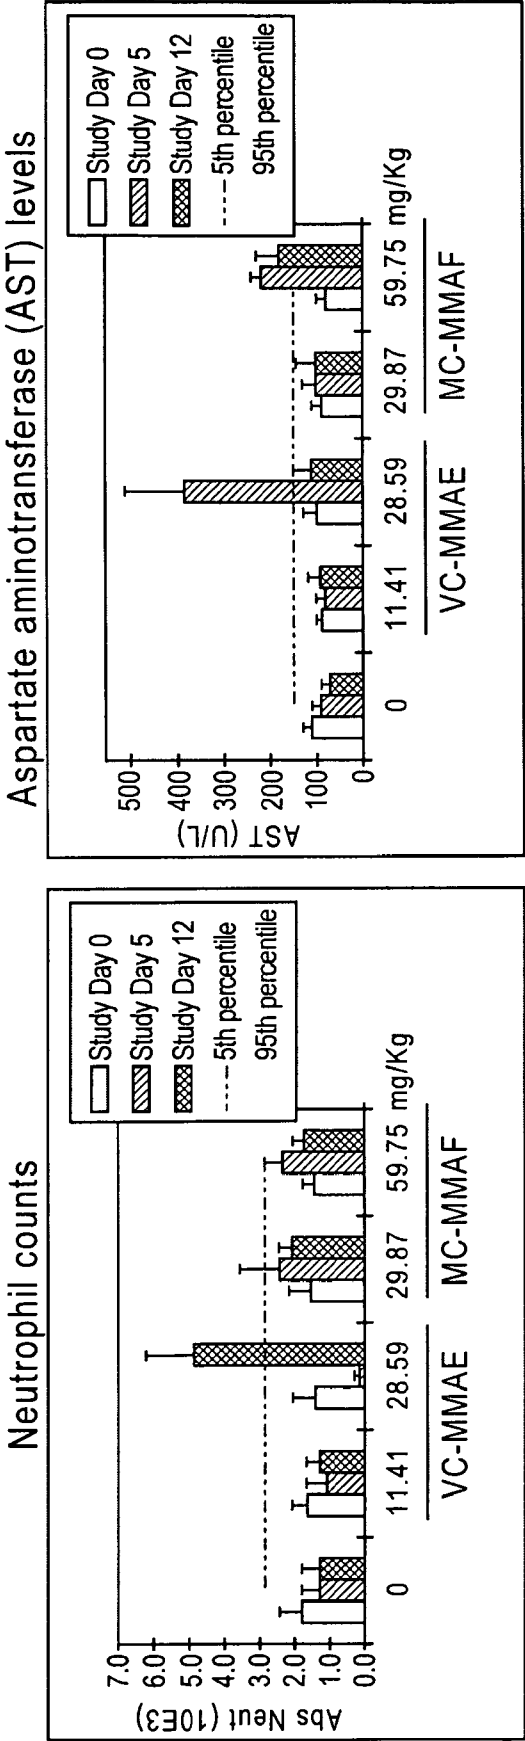 Neutrophil counts
Abs Neut (10E3)
7.0
6.0
5.0
4.0
3.0
2.0
1.0
0.0
Study Day 0
Study Day 5
Study Day 12
5th percentile
95th percentile
0 11.41 28.59 29.87 59.75 mg/Kg
VC-MMAE MC-MMAF
Aspartate aminotransferase (AST) levels
AST (U/L)
500
400
300
200
100
0
Study Day 0
Study Day 5
Study Day 12
5th percentile
95th percentile
0 11.41 28.59 29.87 59.75 mg/Kg
VC-MMAE MC-MMAF